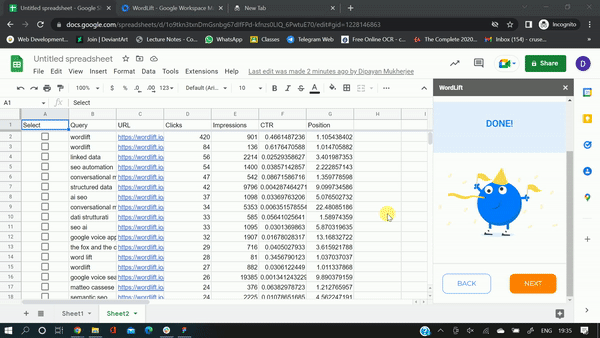 Untitled spreadsheet - Google S
WordLift - Google Workspace M
New Tab
docs.google.com/spreadsheets/d/
Incognito
Web Development...
Join | DeviantArt
Lecture Notes - Co...
WhatsApp
Classes
Telegram Web
Free Online OCR - c...
The Complete 2020...
Inbox (154) - cruse...
Untitled spreadsheet
Share
D
File Edit View Insert Format Data Tools Extensions Help Last edit was made 2 minutes ago by Dipayan Mukherjee
100% $ % .0 .00 123 Default (Ari... 10 B I S A
A1 Select
WordLift
A B C D E F G H
1 Select Query URL Clicks Impressions CTR Position
2 wordlift https://wordlift.io 420 901 0.4661487236 1.105438402
3 wordlift https://wordlift.io 84 136 0.6176470588 1.014705882
4 linked data https://wordlift.io 56 2214 0.02529358627 3.401987353
5 seo automation https://wordlift.io 54 1400 0.03857142857 2.222857143
6 conversational m https://wordlift.io 47 542 0.08671586716 1.359778598
7 structured data https://wordlift.io 42 9796 0.004287464271 9.099734586
8 ai seo https://wordlift.io 37 1098 0.03369763206 5.076502732
9 conversational m https://wordlift.io 34 5353 0.006351578554 22.48085186
10 dati strutturati https://wordlift.io 33 585 0.05641025641 1.58974359
11 seo ai https://wordlift.io 33 1095 0.0301369863 5.870319635
12 google voice app https://wordlift.io 32 1907 0.01678028317 13.16832722
13 the fox and the c https://wordlift.io 29 716 0.0405027933 3.615921788
14 word lift https://wordlift.io 28 81 0.3456790123 1.037037037
15 wordlift https://wordlift.io 27 882 0.0306122449 1.011337868
16 google voice sea https://wordlift.io 26 19385 0.001341243229 9.890379159
17 matteo cassese https://wordlift.io 24 376 0.06382978723 1.212765957
18 semantic seo https://wordlift.io 24 2225 0.01078651685 4.562247191
DONE!
BACK
NEXT
Sheet1
Sheet2
ENG
19:35